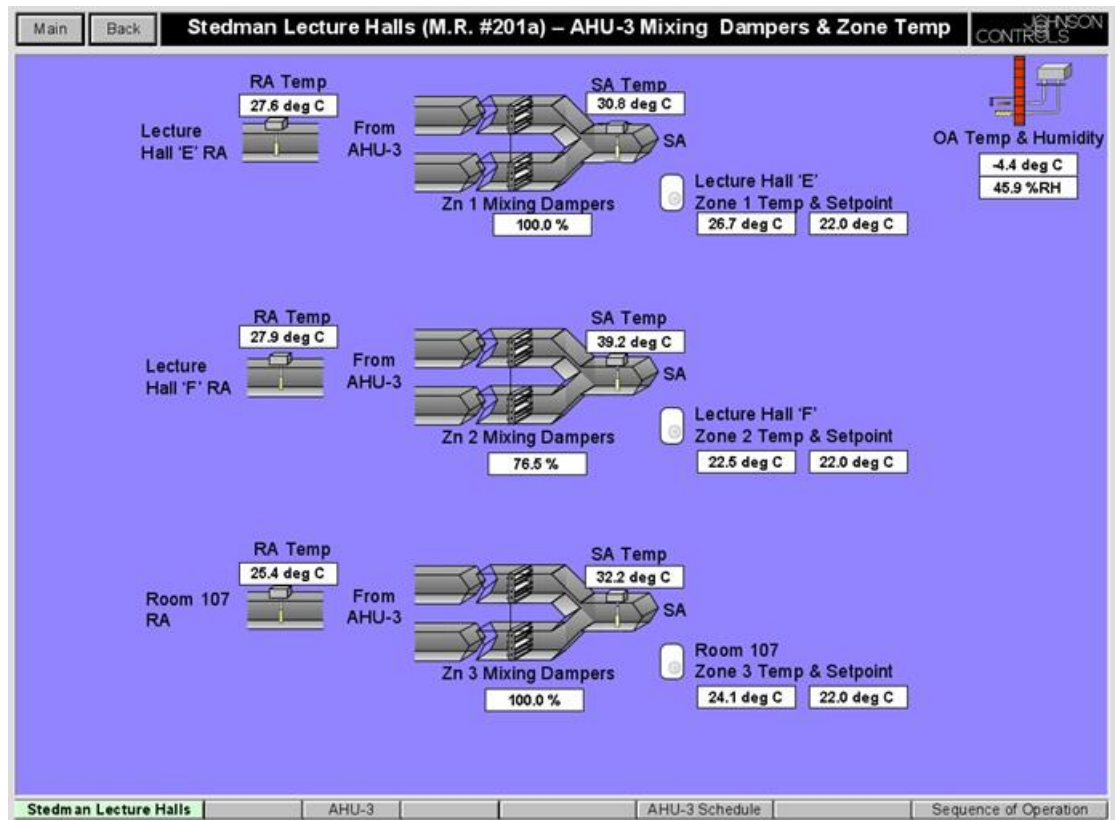 Main
Back
Stedman Lecture Halls (M.R. #201a) – AHU-3 Mixing Dampers & Zone Temp
JOHNSON
CONTROLS
RA Temp
27.6 deg C
Lecture
Hall 'E' RA
From
AHU-3
SA Temp
30.8 deg C
SA
Zn 1 Mixing Dampers
100.0 %
Lecture Hall 'E'
Zone 1 Temp & Setpoint
26.7 deg C
22.0 deg C
OA Temp & Humidity
-4.4 deg C
45.9 %RH
RA Temp
27.9 deg C
Lecture
Hall 'F' RA
From
AHU-3
SA Temp
39.2 deg C
SA
Zn 2 Mixing Dampers
76.5 %
Lecture Hall 'F'
Zone 2 Temp & Setpoint
22.5 deg C
22.0 deg C
RA Temp
25.4 deg C
Room 107
RA
From
AHU-3
SA Temp
32.2 deg C
SA
Zn 3 Mixing Dampers
100.0 %
Room 107
Zone 3 Temp & Setpoint
24.1 deg C
22.0 deg C
Stedman Lecture Halls
AHU-3
AHU-3 Schedule
Sequence of Operation